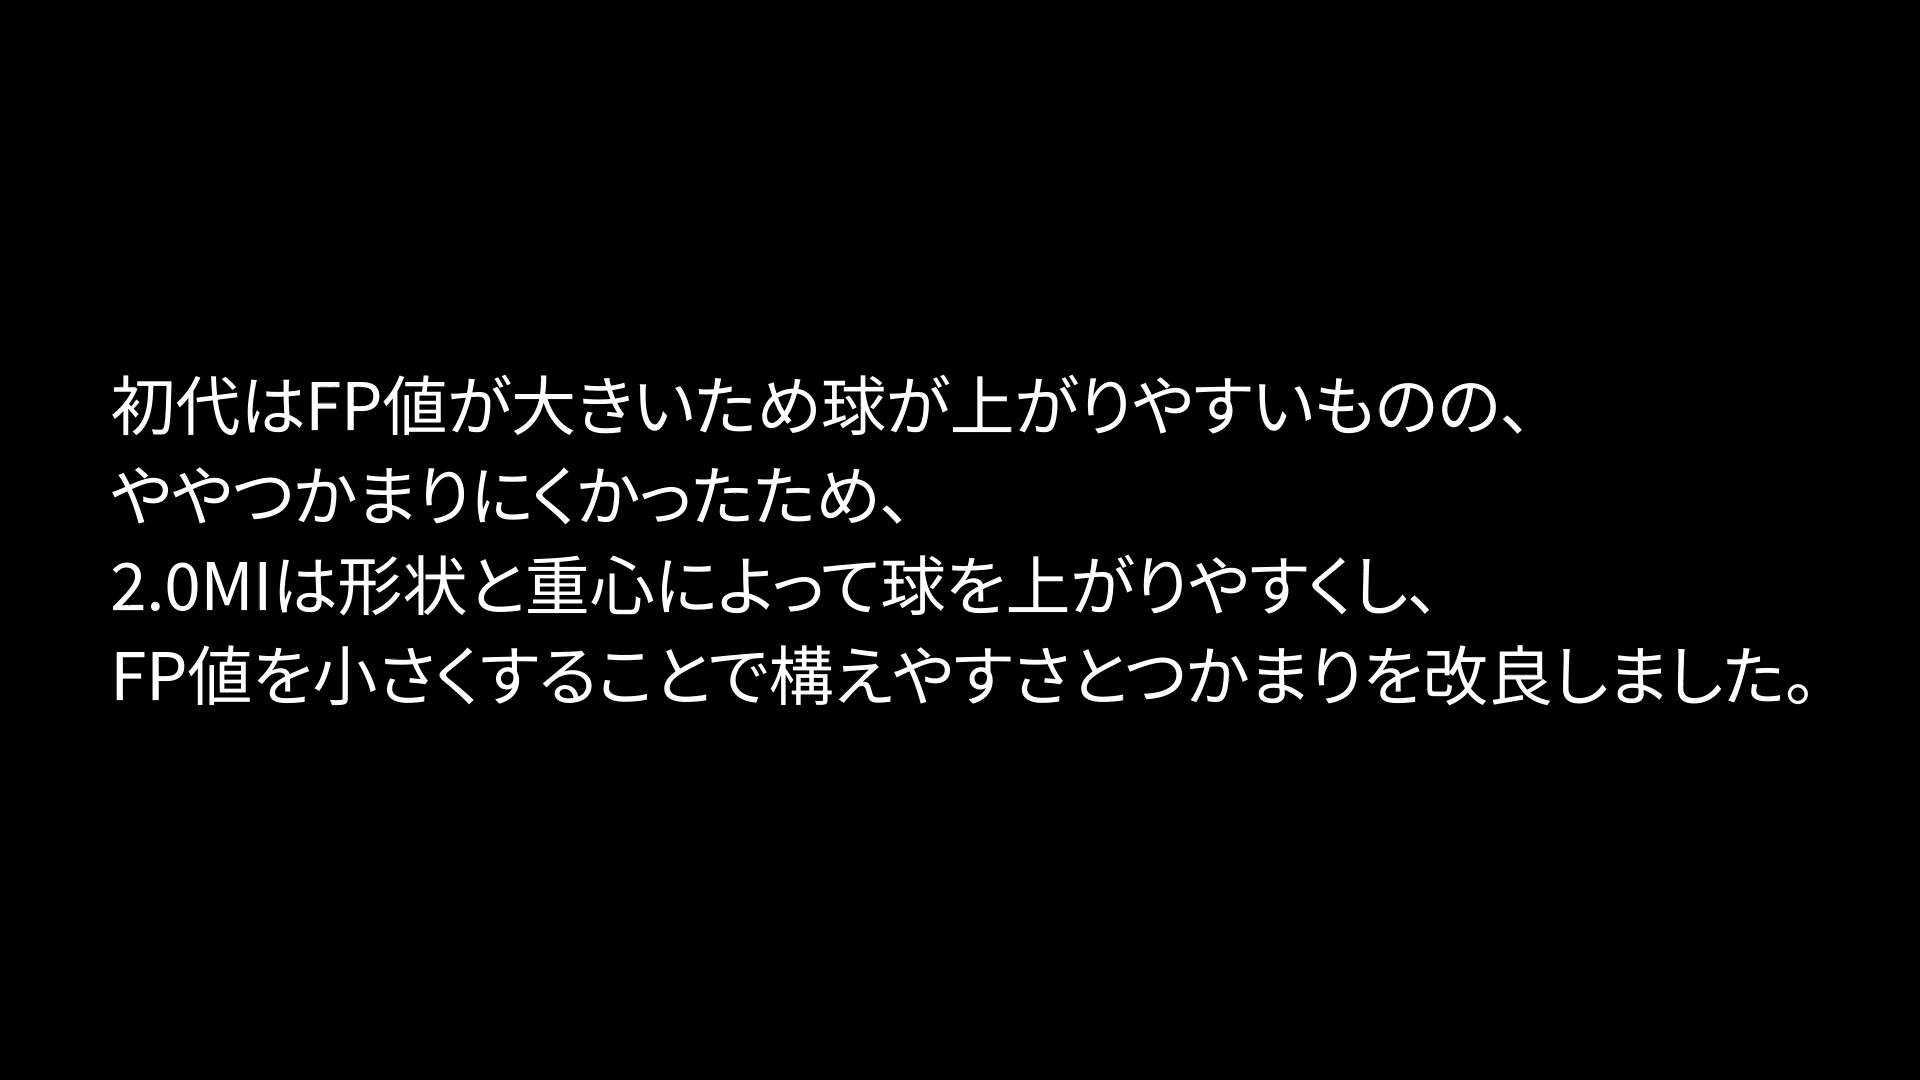 初代はFP値が大きいため球が上がりやすいものの、
ややつかまりにくかったため、
2.0MIは形状と重心によって球を上がりやすくし、
FP値を小さくすることで構えやすさとつかまりを改良しました。